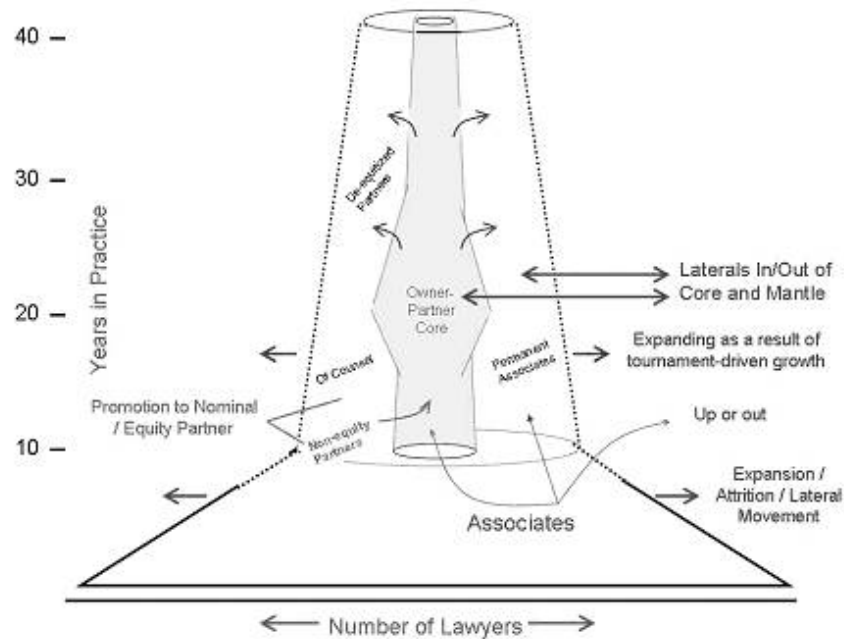 40
30
20
10
Years in Practice
De-equitized
Partners
Owner-
Partner
Core
Laterals In/Out of
Core and Mantle
Expanding as a result of
tournament-driven growth
Of Counsel
Permanent
Associates
Promotion to Nominal
/ Equity Partner
Non-equity
Partners
Up or out
Expansion /
Attrition / Lateral
Movement
Associates
Number of Lawyers